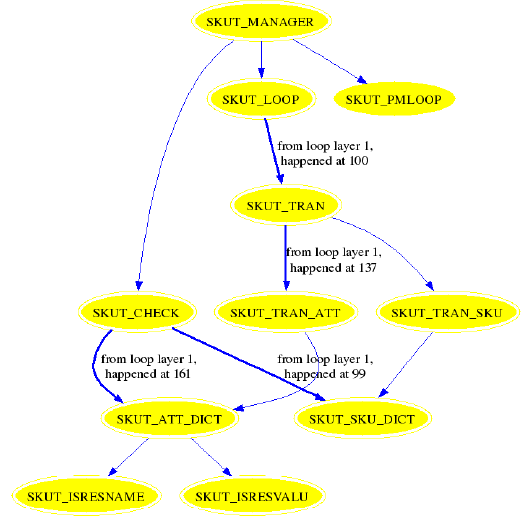 SKUT_MANAGER
SKUT_LOOP
SKUT_PMLOOP
from loop layer 1,
happened at 100
SKUT_TRAN
from loop layer 1,
happened at 137
SKUT_CHECK
SKUT_TRAN_ATT
SKUT_TRAN_SKU
from loop layer 1,
happened at 161
from loop layer 1,
happened at 99
SKUT_ATT_DICT
SKUT_SKU_DICT
SKUT_ISRESNAME
SKUT_ISRESVALU